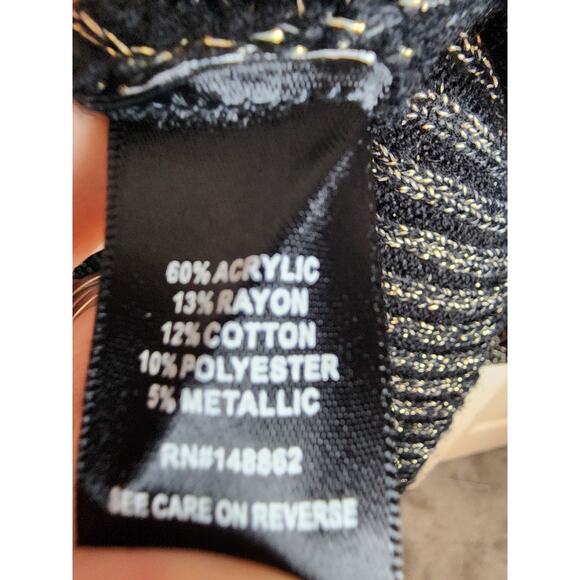 60% ACRYLIC
13% RAYON
12% COTTON
10% POLYESTER
5% METALLIC
RN#148862
SEE CARE ON REVERSE